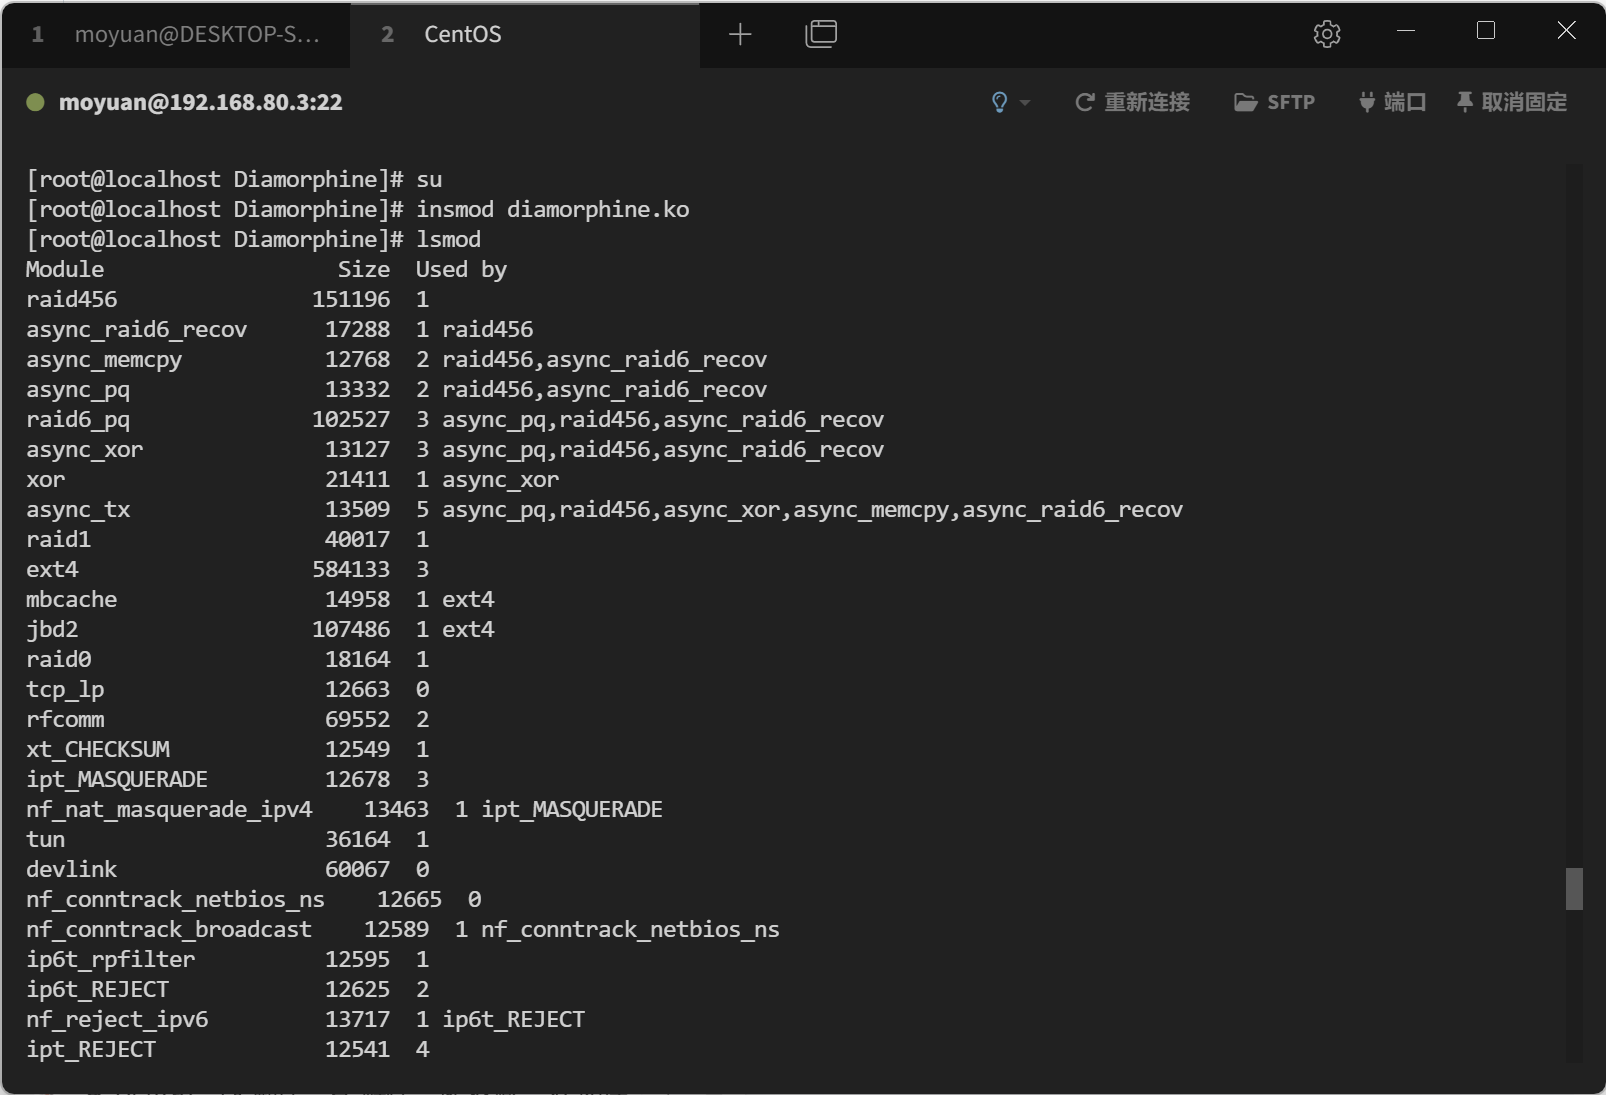 1 moyuan@DESKTOP-S... 2 CentOS
moyuan@192.168.80.3:22 重新连接 SFTP 端口 取消固定
[root@localhost Diamorphine]# su
[root@localhost Diamorphine]# insmod diamorphine.ko
[root@localhost Diamorphine]# lsmod
Module                  Size  Used by
raid456               151196  1
async_raid6_recov      17288  1 raid456
async_memcpy           12768  2 raid456,async_raid6_recov
async_pq               13332  2 raid456,async_raid6_recov
raid6_pq              102527  3 async_pq,raid456,async_raid6_recov
async_xor              13127  3 async_pq,raid456,async_raid6_recov
xor                    21411  1 async_xor
async_tx               13509  5 async_pq,raid456,async_xor,async_memcpy,async_raid6_recov
raid1                  40017  1
ext4                  584133  3
mbcache                14958  1 ext4
jbd2                  107486  1 ext4
raid0                  18164  1
tcp_lp                 12663  0
rfcomm                 69552  2
xt_CHECKSUM            12549  1
ipt_MASQUERADE         12678  3
nf_nat_masquerade_ipv4    13463  1 ipt_MASQUERADE
tun                    36164  1
devlink                60067  0
nf_conntrack_netbios_ns    12665  0
nf_conntrack_broadcast    12589  1 nf_conntrack_netbios_ns
ip6t_rpfilter          12595  1
ip6t_REJECT            12625  2
nf_reject_ipv6         13717  1 ip6t_REJECT
ipt_REJECT             12541  4